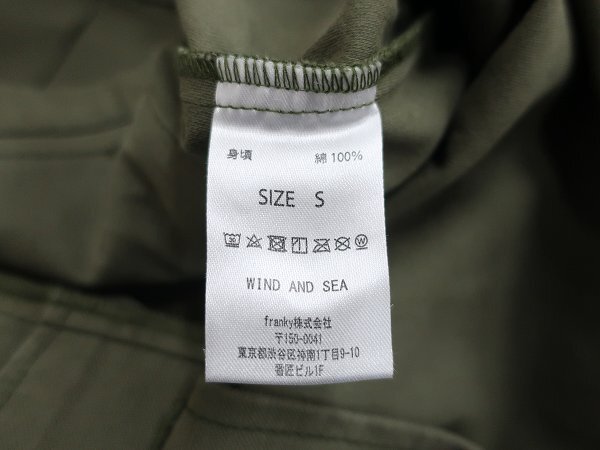 身頃 綿 100%
SIZE S
WIND AND SEA
franky株式会社
〒150-0041
東京都渋谷区神南1丁目9-10
香匠ビル1F